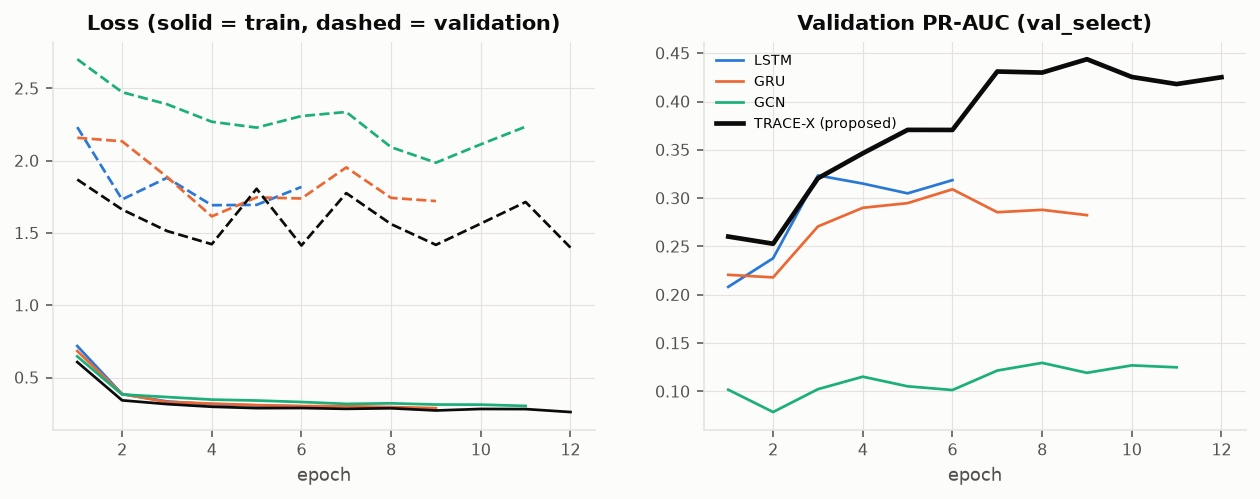 Loss (solid = train, dashed = validation)
2.5
2.0
1.5
1.0
0.5
2 4 6 8 10 12
epoch
Validation PR-AUC (val_select)
LSTM
GRU
GCN
TRACE-X (proposed)
0.45
0.40
0.35
0.30
0.25
0.20
0.15
0.10
2 4 6 8 10 12
epoch